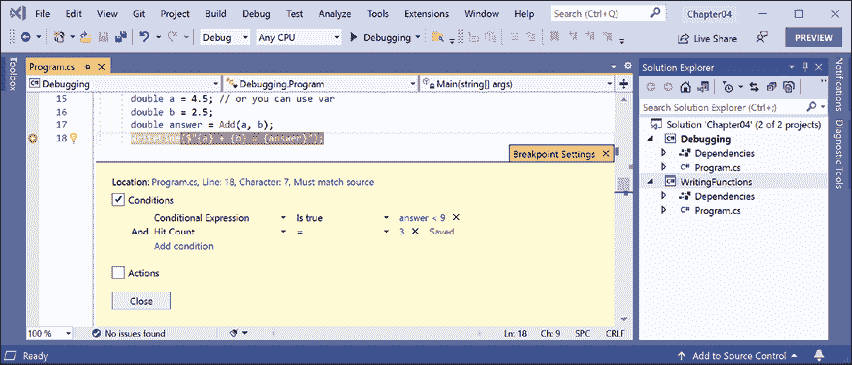 File Edit View Git Project Build Debug Test Analyze Tools Extensions Window Help Search (Ctrl+Q) Chapter04
Debug Any CPU Debugging Live Share PREVIEW
Toolbox
Program.cs
Debugging Debugging.Program Main(string[] args)
15 double a = 4.5; // or you can use var
16 double b = 2.5;
17 double answer = Add(a, b);
18 WriteLine($"{a} + {b} = {answer}");
Breakpoint Settings
Location: Program.cs, Line: 18, Character: 7, Must match source
Conditions
Conditional Expression Is true answer < 9
And Hit Count = 3 Saved
Add condition
Actions
Close
100 % No issues found Ln: 18 Ch: 9 SPC CRLF
Solution Explorer
Search Solution Explorer (Ctrl+;)
Solution 'Chapter04' (2 of 2 projects)
Debugging
Dependencies
C# Program.cs
WritingFunctions
Dependencies
C# Program.cs
Notifications
Diagnostic Tools
Ready Add to Source Control